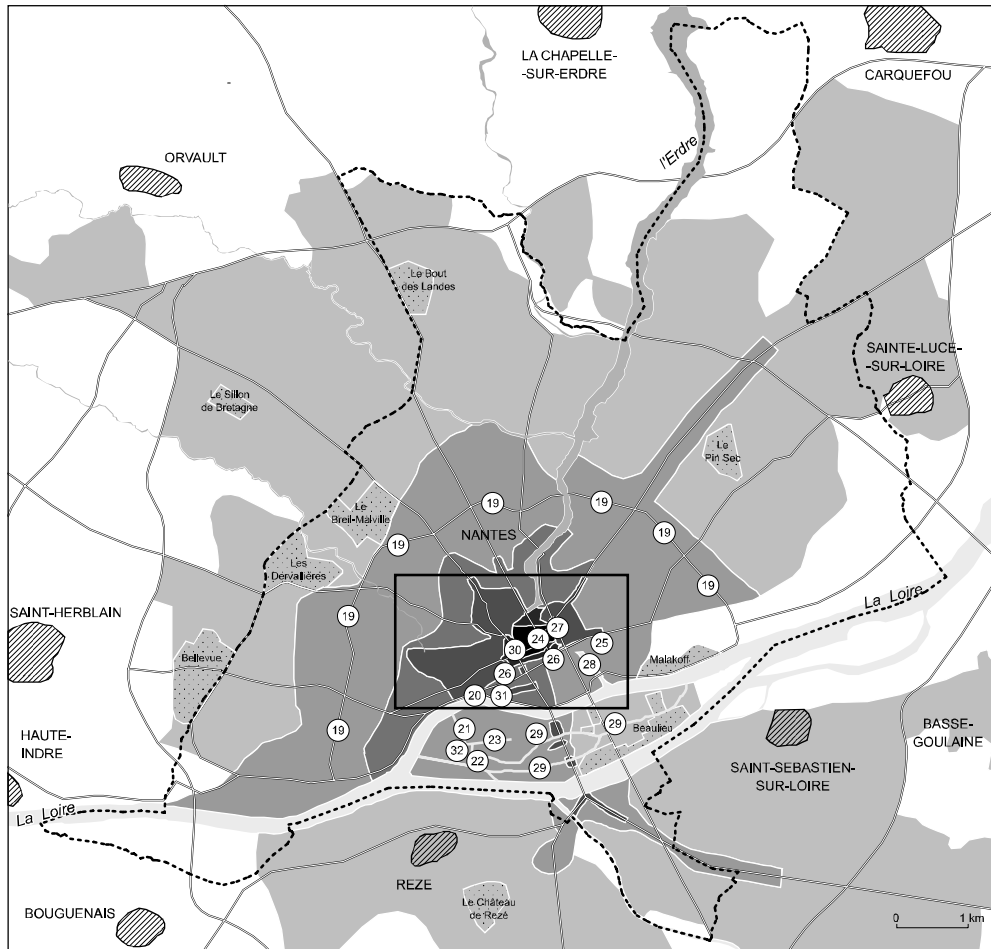 LA CHAPELLE-
-SUR-ERDRE
CARQUEFOU
ORVAULT
l'Erdre
Le Bout
des Landes
SAINTE-LUCE-
-SUR-LOIRE
Le Sillon
de Bretagne
Le
Pin Sec
Le
Breil-Malville
19
19
NANTES
19
19
Les
Dervallières
19
La Loire
SAINT-HERBLAIN
19
27
24
25
30
26
28
Malakoff
Bellevue
26
20
31
29
21
23
29
Beaulieu
19
HAUTE-
INDRE
32
22
29
BASSE-
GOULAINE
SAINT-SEBASTIEN-
SUR-LOIRE
La Loire
REZE
Le Château
de Rezé
BOUGUENAIS
0 1 km